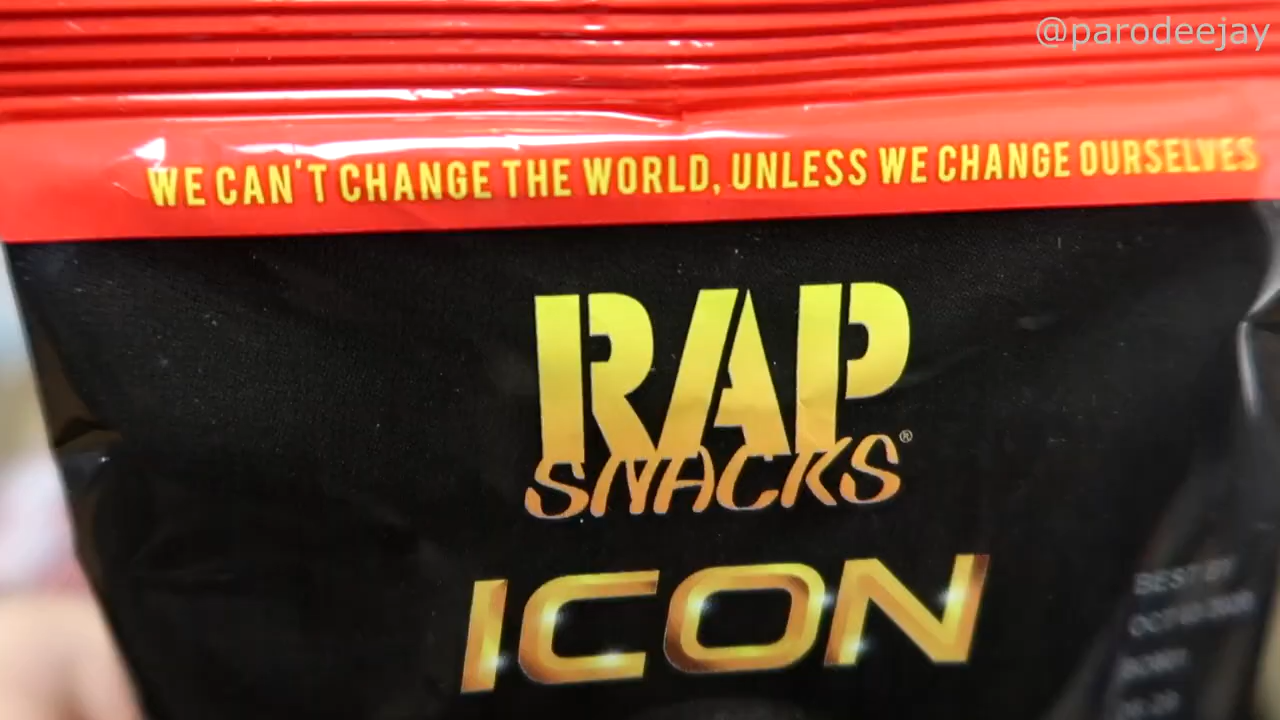 @parodeejay
WE CAN'T CHANGE THE WORLD, UNLESS WE CHANGE OURSELVES
RAP
SNACKS®
ICON
BEST BY